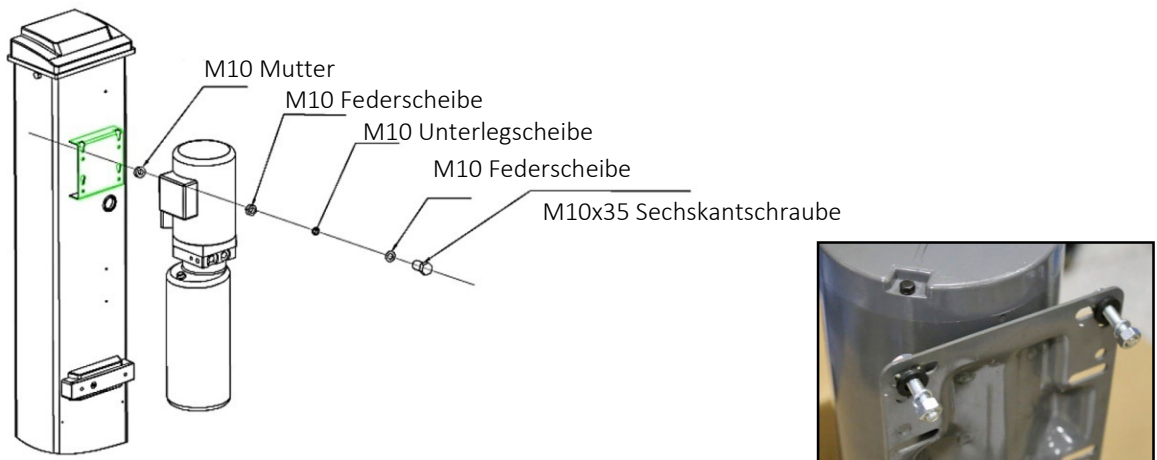 M10 Mutter
M10 Federscheibe
M10 Unterlegscheibe
M10 Federscheibe
M10x35 Sechskantschraube